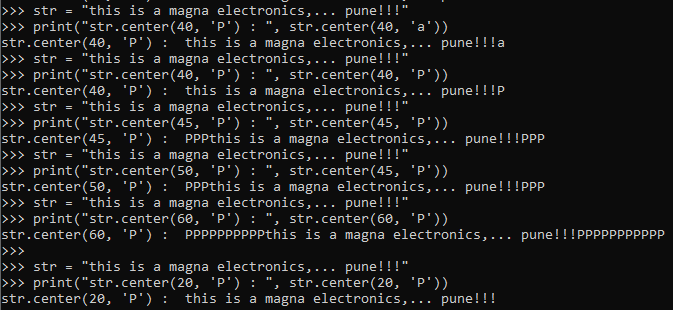 >>> str = "this is a magna electronics,... pune!!!"
>>> print("str.center(40, 'P') : ", str.center(40, 'a'))
str.center(40, 'P') :  this is a magna electronics,... pune!!!a
>>> str = "this is a magna electronics,... pune!!!"
>>> print("str.center(40, 'P') : ", str.center(40, 'P'))
str.center(40, 'P') :  this is a magna electronics,... pune!!!P
>>> str = "this is a magna electronics,... pune!!!"
>>> print("str.center(45, 'P') : ", str.center(45, 'P'))
str.center(45, 'P') :  PPPthis is a magna electronics,... pune!!!PPP
>>> str = "this is a magna electronics,... pune!!!"
>>> print("str.center(50, 'P') : ", str.center(45, 'P'))
str.center(50, 'P') :  PPPthis is a magna electronics,... pune!!!PPP
>>> str = "this is a magna electronics,... pune!!!"
>>> print("str.center(60, 'P') : ", str.center(60, 'P'))
str.center(60, 'P') :  PPPPPPPPPPthis is a magna electronics,... pune!!!PPPPPPPPPPP
>>>
>>> str = "this is a magna electronics,... pune!!!"
>>> print("str.center(20, 'P') : ", str.center(20, 'P'))
str.center(20, 'P') :  this is a magna electronics,... pune!!!